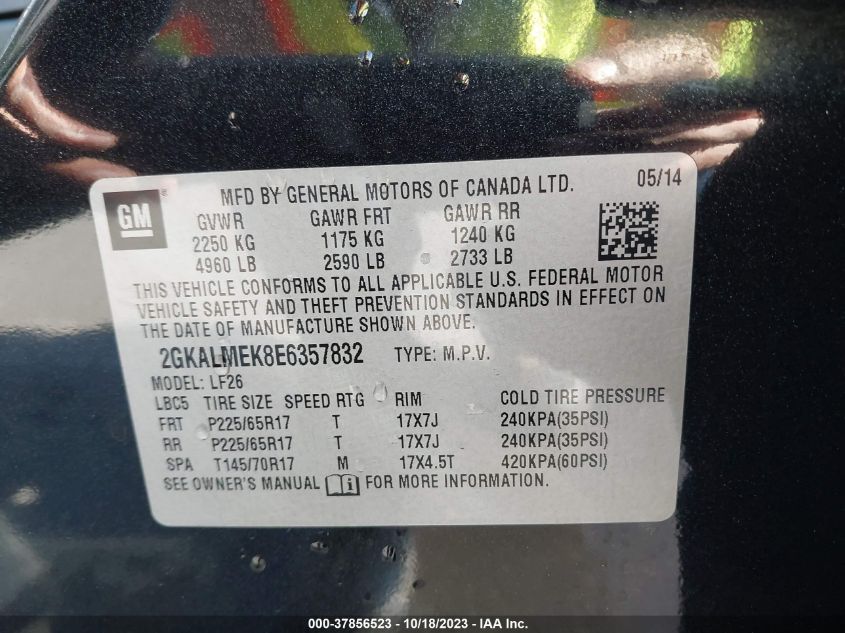 GM ®
MFD BY GENERAL MOTORS OF CANADA LTD. 05/14
GVWR GAWR FRT GAWR RR
2250 KG 1175 KG 1240 KG
4960 LB 2590 LB 2733 LB
THIS VEHICLE CONFORMS TO ALL APPLICABLE U.S. FEDERAL MOTOR
VEHICLE SAFETY AND THEFT PREVENTION STANDARDS IN EFFECT ON
THE DATE OF MANUFACTURE SHOWN ABOVE.
2GKALMEK8E6357832 TYPE: M.P.V.
MODEL: LF26
LBC5 TIRE SIZE SPEED RTG RIM COLD TIRE PRESSURE
FRT P225/65R17 T 17X7J 240KPA(35PSI)
RR P225/65R17 T 17X7J 240KPA(35PSI)
SPA T145/70R17 M 17X4.5T 420KPA(60PSI)
SEE OWNER'S MANUAL FOR MORE INFORMATION.
000-37856523 - 10/18/2023 - IAA Inc.